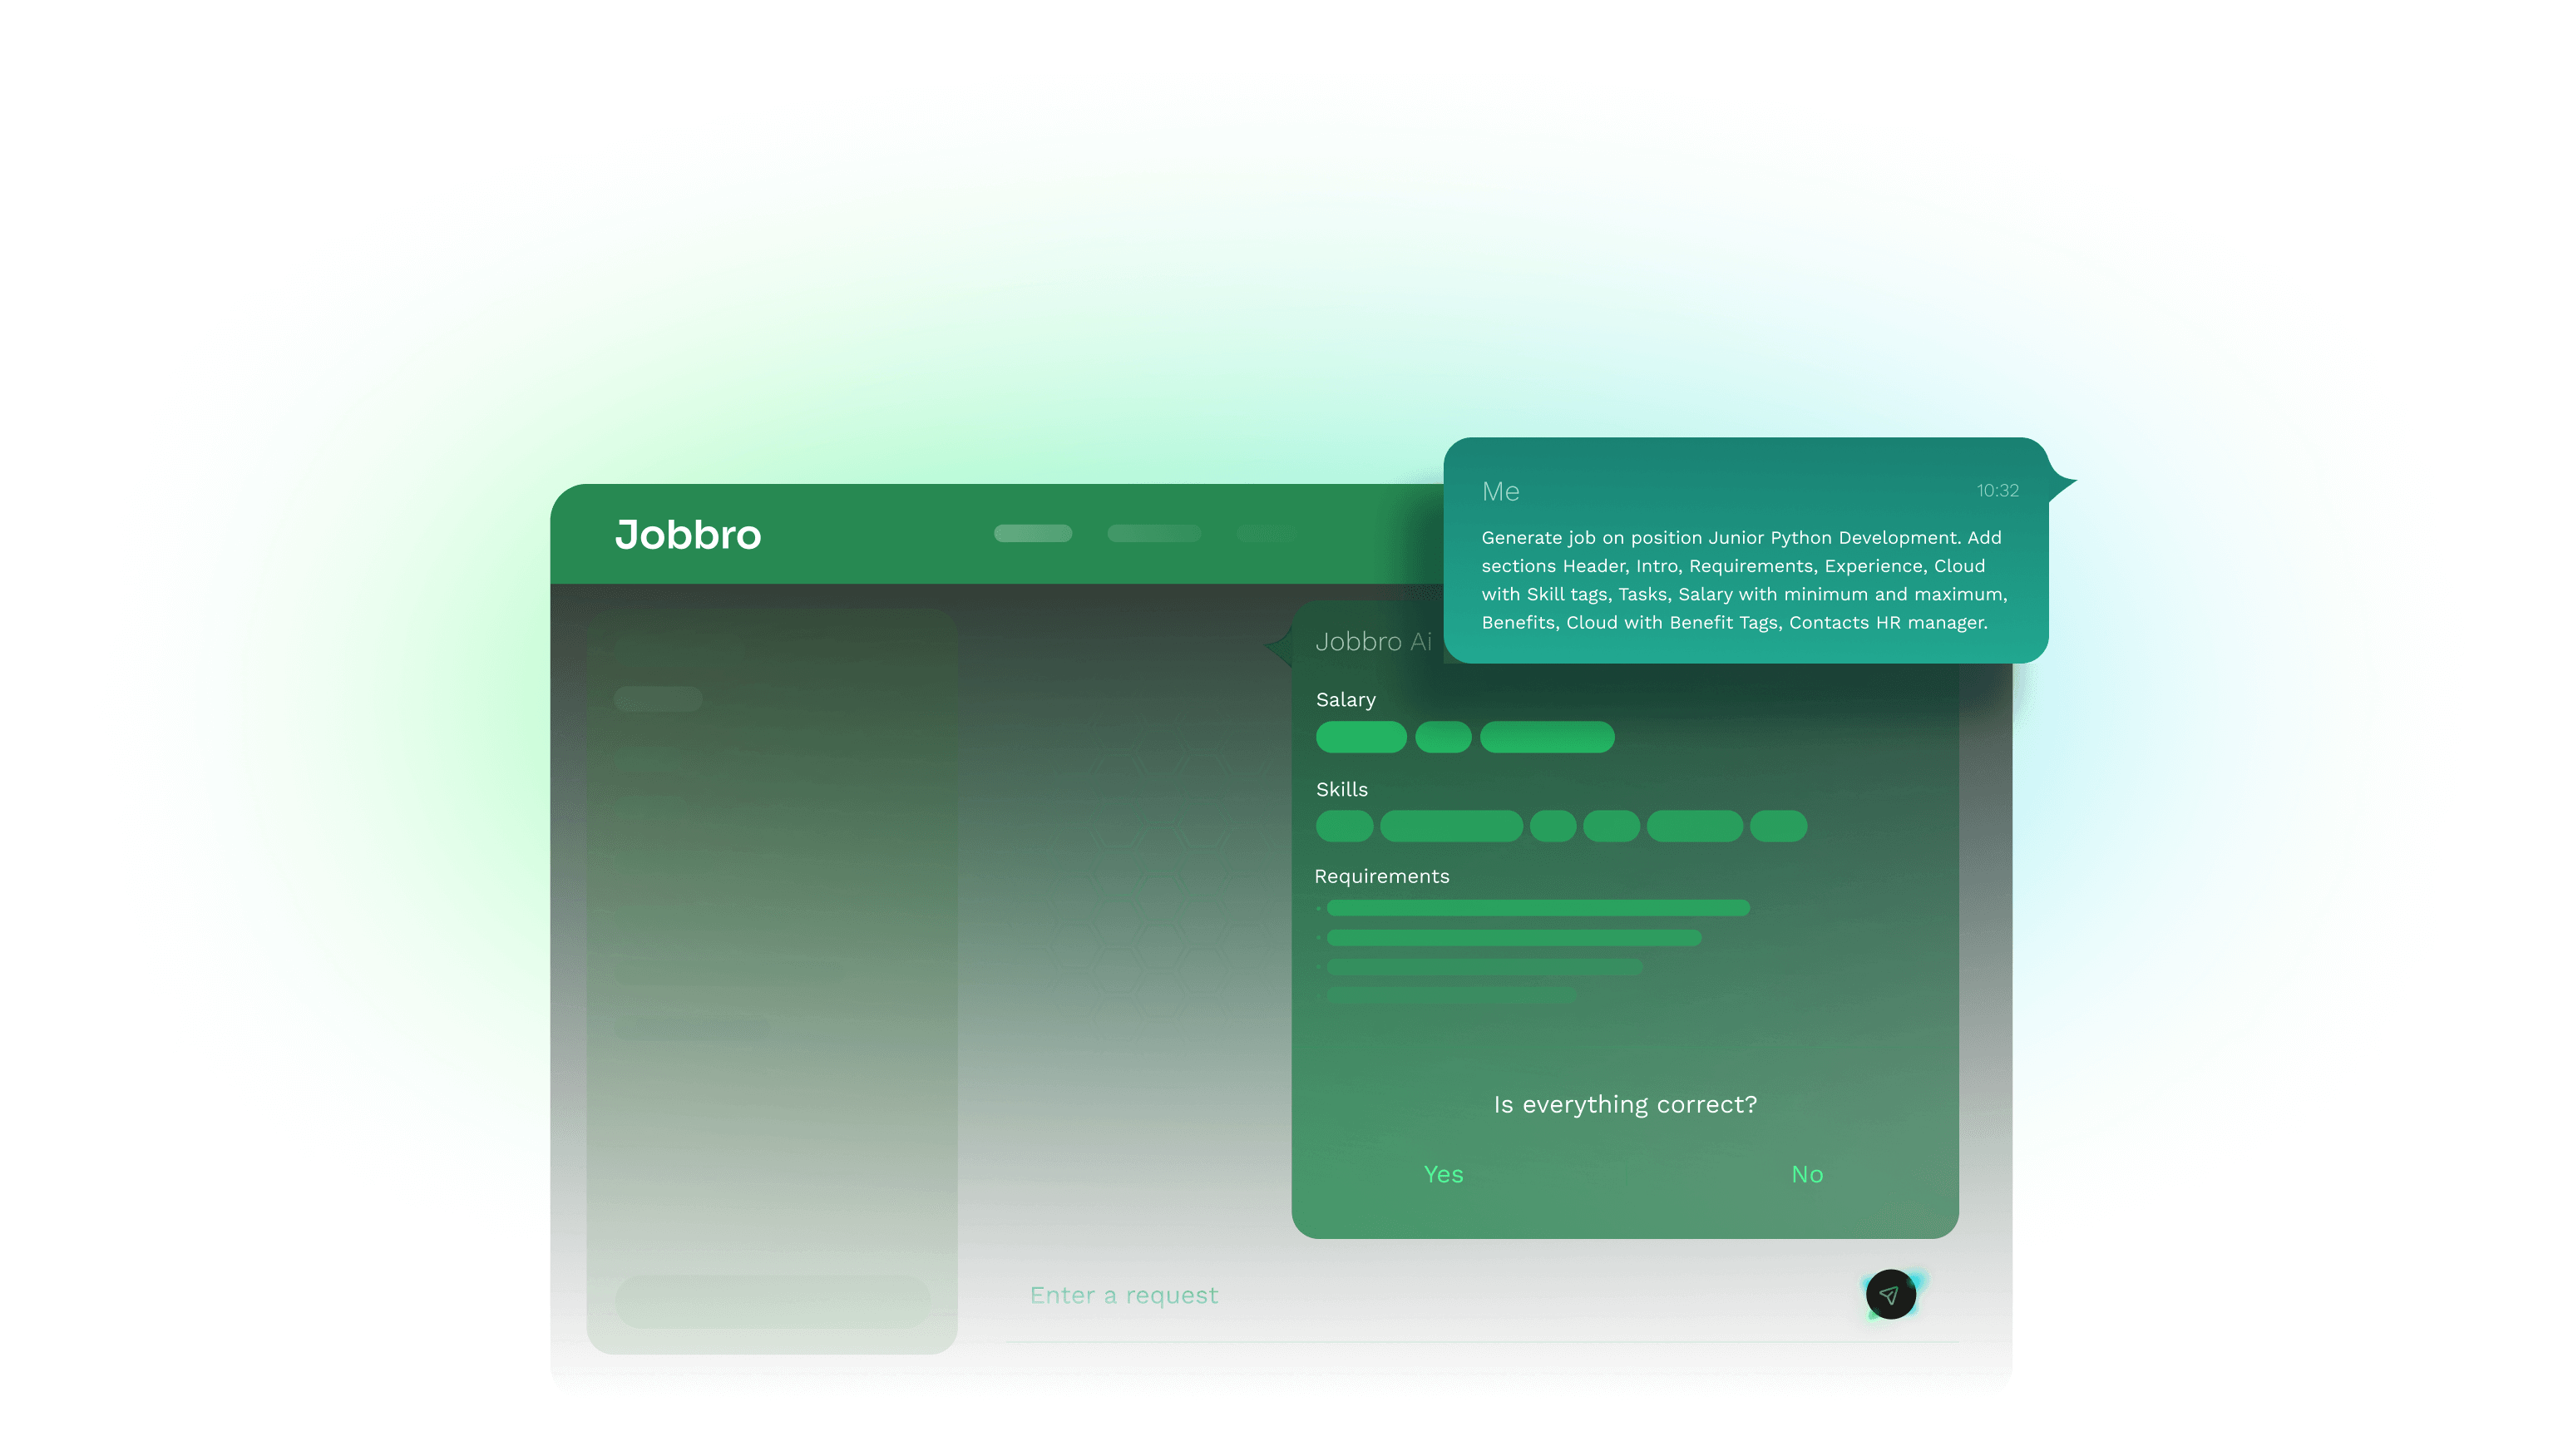 Jobbro
Me
10:32
Generate job on position Junior Python Development. Add
sections Header, Intro, Requirements, Experience, Cloud
with Skill tags, Tasks, Salary with minimum and maximum,
Benefits, Cloud with Benefit Tags, Contacts HR manager.
Jobbro Ai
Salary
Skills
Requirements
Is everything correct?
Yes
No
Enter a request